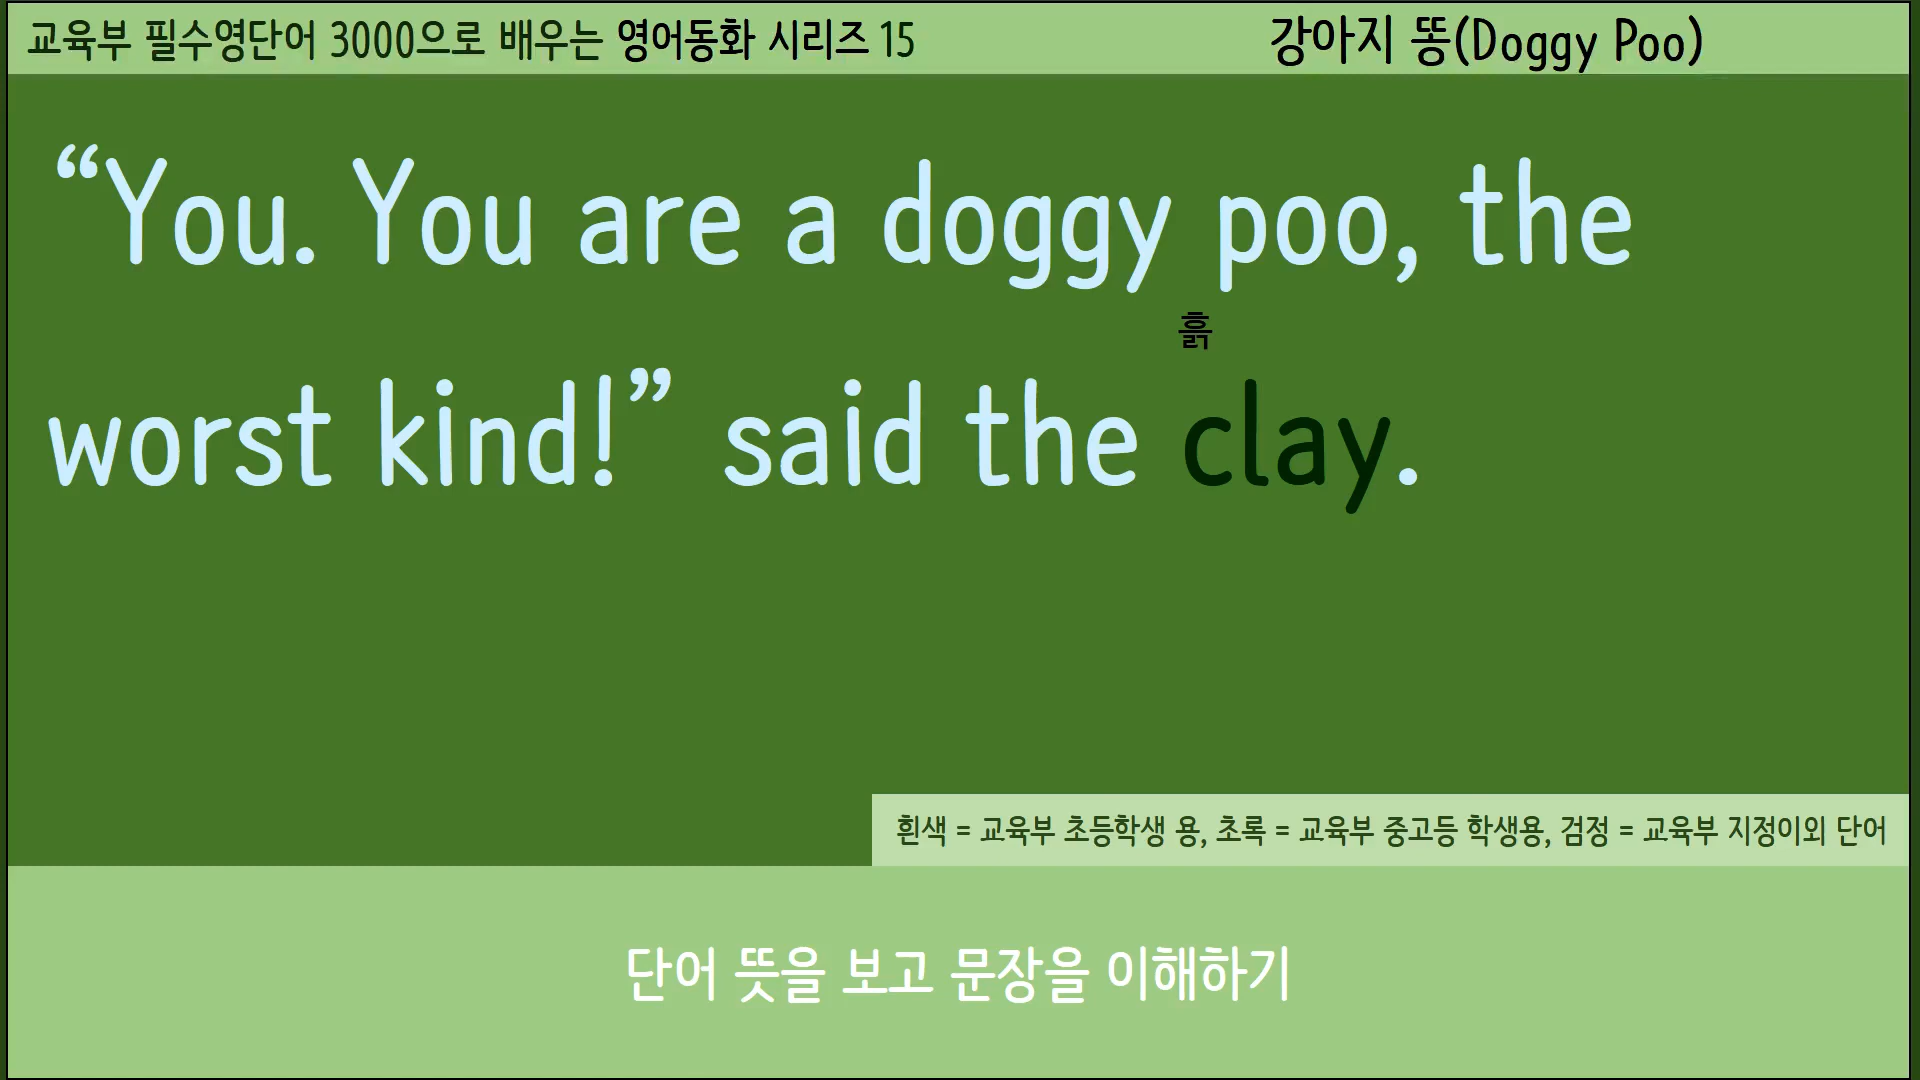 교육부 필수영단어 3000으로 배우는 영어동화 시리즈 15
강아지 똥(Doggy Poo)
“You. You are a doggy poo, the
흙
worst kind!” said the clay.
흰색 = 교육부 초등학생 용, 초록 = 교육부 중고등 학생용, 검정 = 교육부 지정이외 단어
단어 뜻을 보고 문장을 이해하기